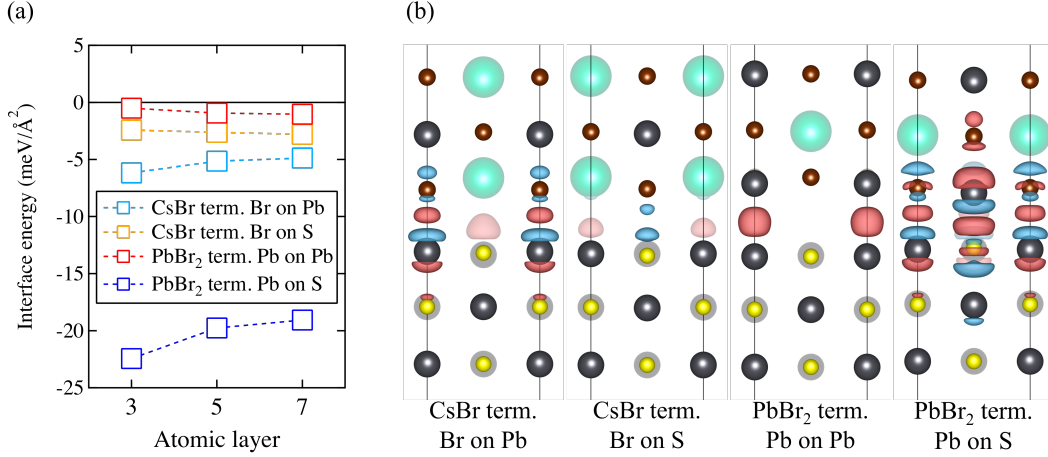 (a)
(b)
Interface energy (meV/Å²)
5
0
-5
-10
-15
-20
-25
CsBr term. Br on Pb
CsBr term. Br on S
PbBr₂ term. Pb on Pb
PbBr₂ term. Pb on S
3 5 7
Atomic layer
CsBr term.
Br on Pb
CsBr term.
Br on S
PbBr₂ term.
Pb on Pb
PbBr₂ term.
Pb on S